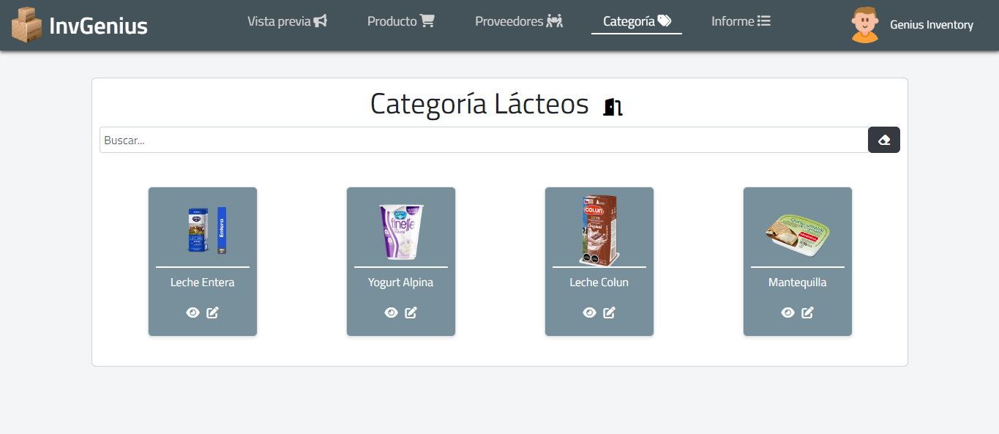 InvGenius
Vista previa
Producto
Proveedores
Categoría
Informe
Genius Inventory
Categoría Lácteos
Buscar...
LECHE
Entera
finesse
COLUN
LECHE
Original
Leche Entera
Yogurt Alpina
Leche Colun
Mantequilla